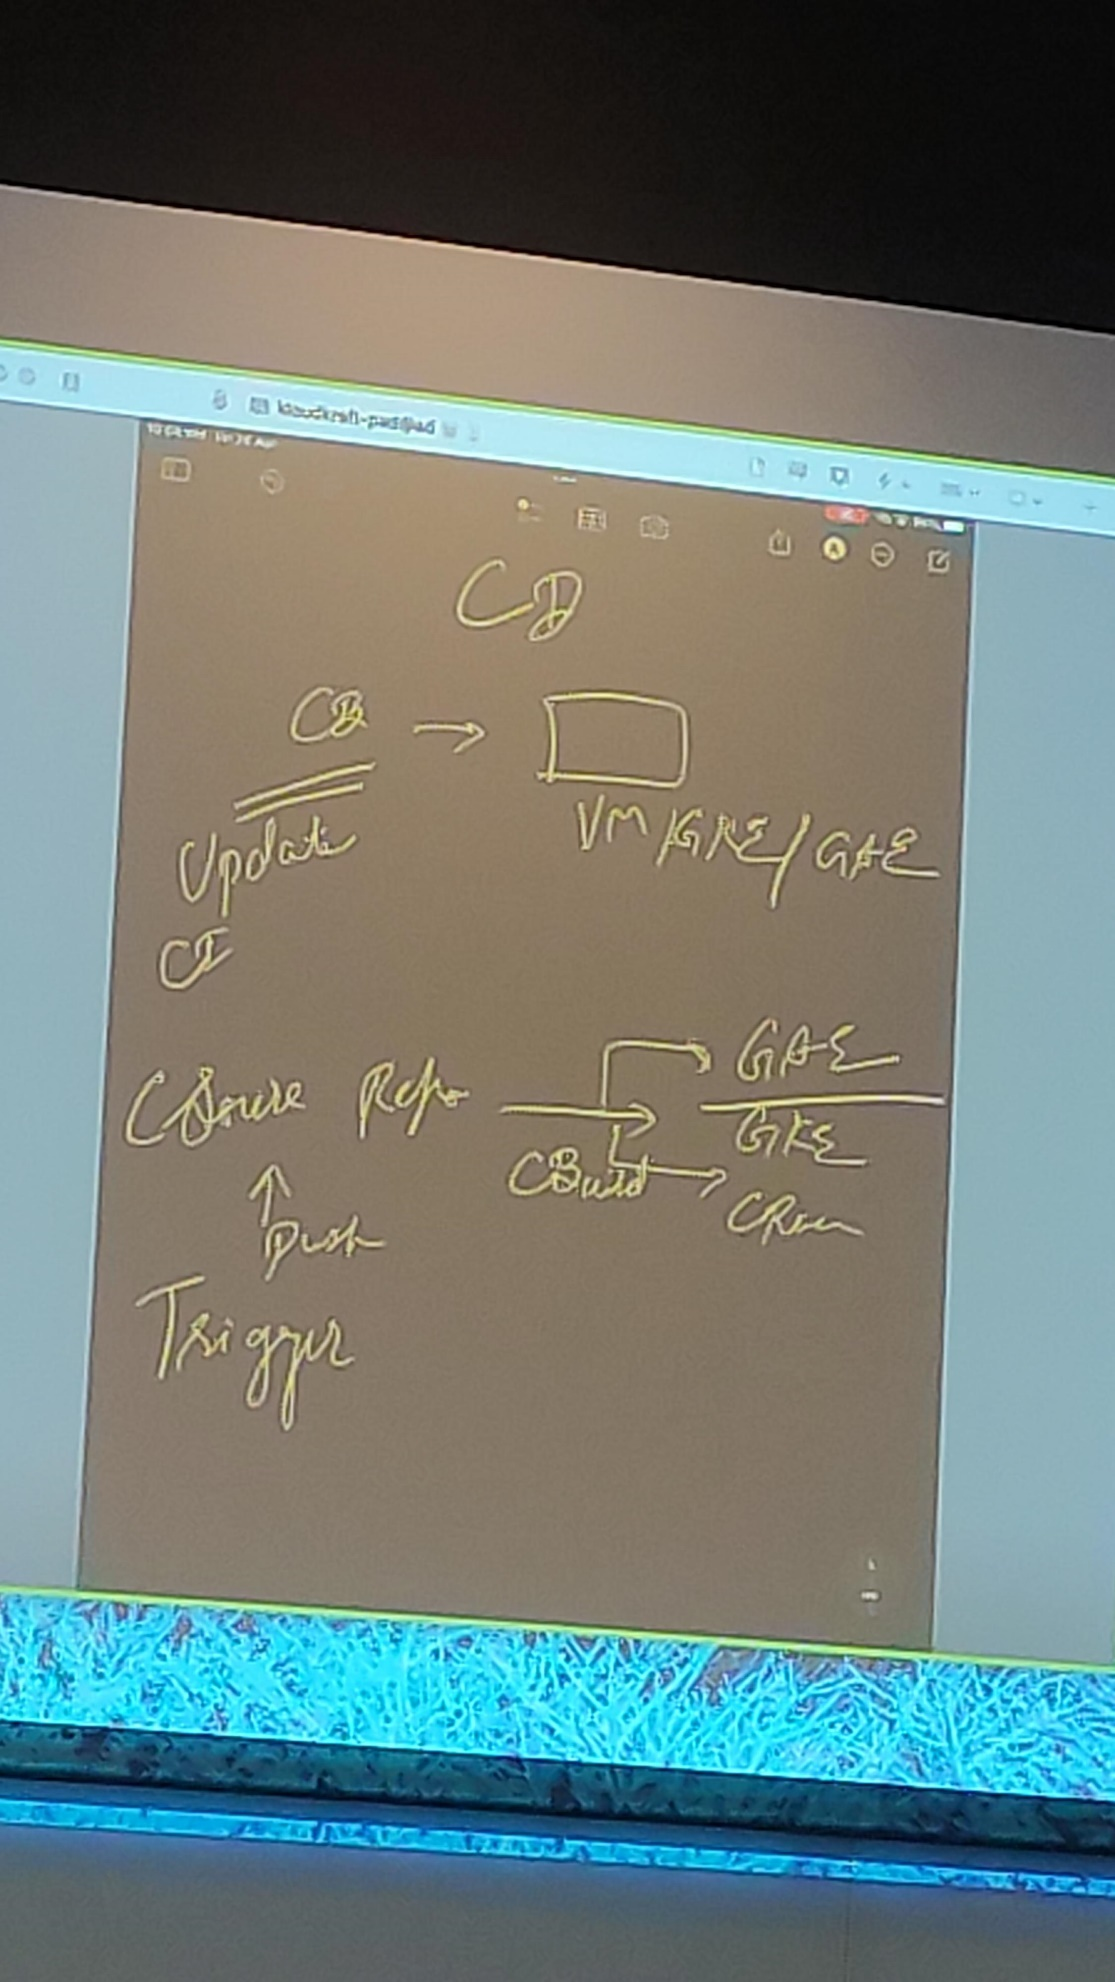 CD
CB →
VM/GKE/GAE
Update
CI
GAE
CSource Repo
GKE
CBuild
CRun
Push
Trigger